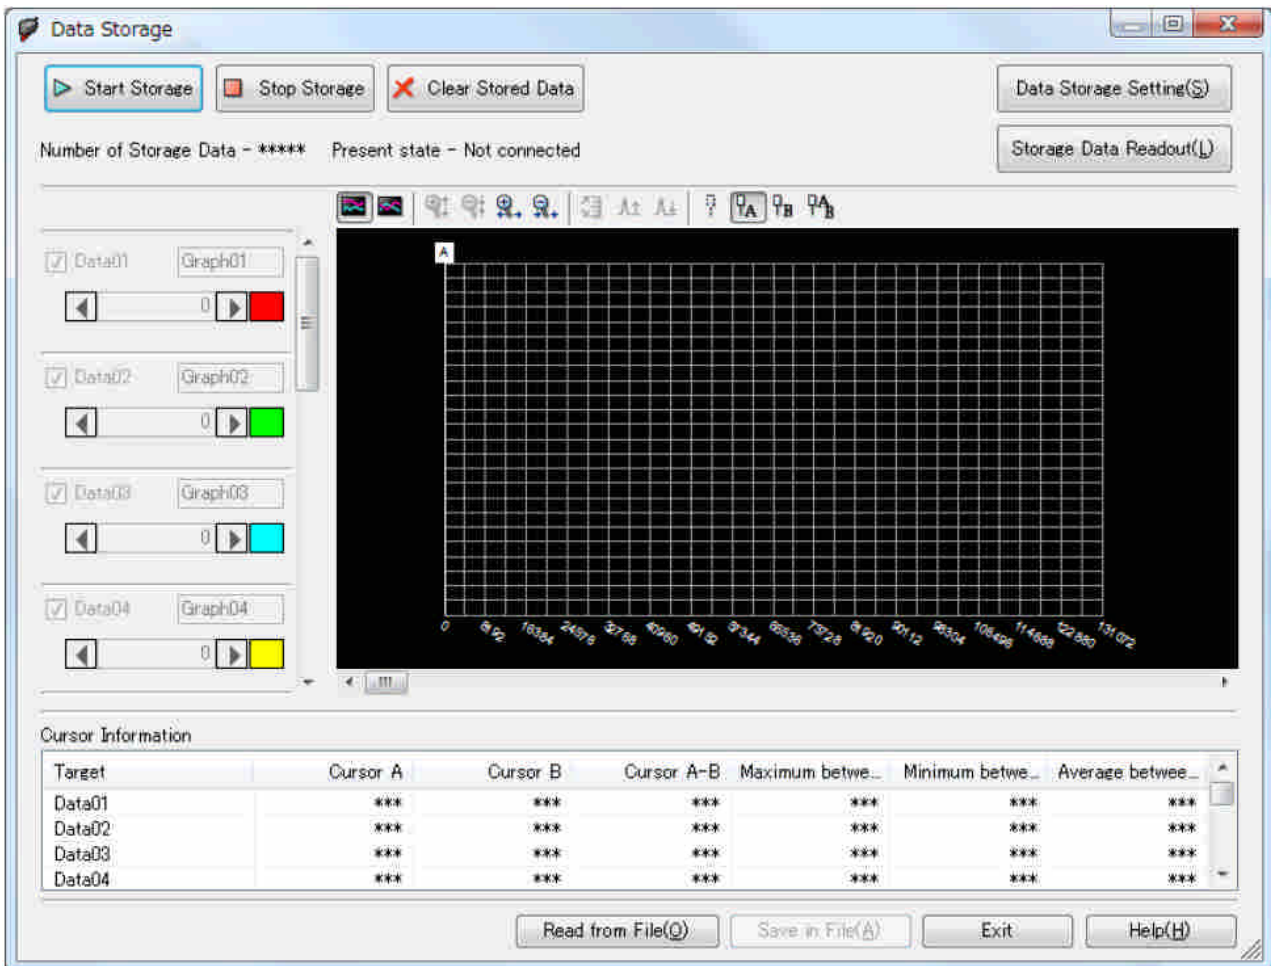 Data Storage
Start Storage Stop Storage Clear Stored Data Data Storage Setting(S)
Number of Storage Data - ***** Present state - Not connected Storage Data Readout(L)
A B A B
A
Data01 Graph01
0
Data02 Graph02
0
Data03 Graph03
0
Data04 Graph04
0
0 8192 16384 24576 32768 40960 49152 57344 65536 73728 81920 90112 98304 106496 114688 122880 131072
Cursor Information
Target Cursor A Cursor B Cursor A-B Maximum betwe... Minimum betwe... Average betwee...
Data01 *** *** *** *** *** ***
Data02 *** *** *** *** *** ***
Data03 *** *** *** *** *** ***
Data04 *** *** *** *** *** ***
Read from File(O) Save in File(A) Exit Help(H)